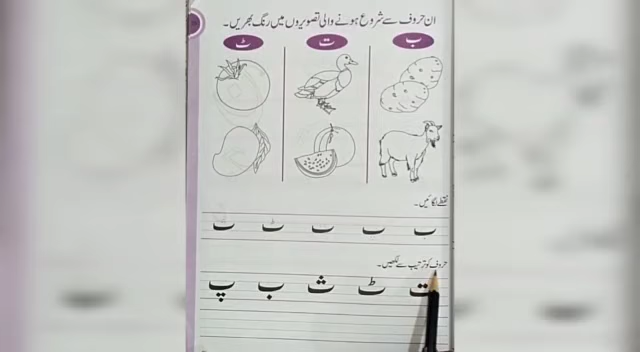 ان حروف سے شروع ہونے والی تصویروں میں رنگ بھریں۔
ب ت ٹ
نقطے لگائیں۔
ب
حروف کو ترتیب سے لکھیں۔
ت ٹ ث ب پ